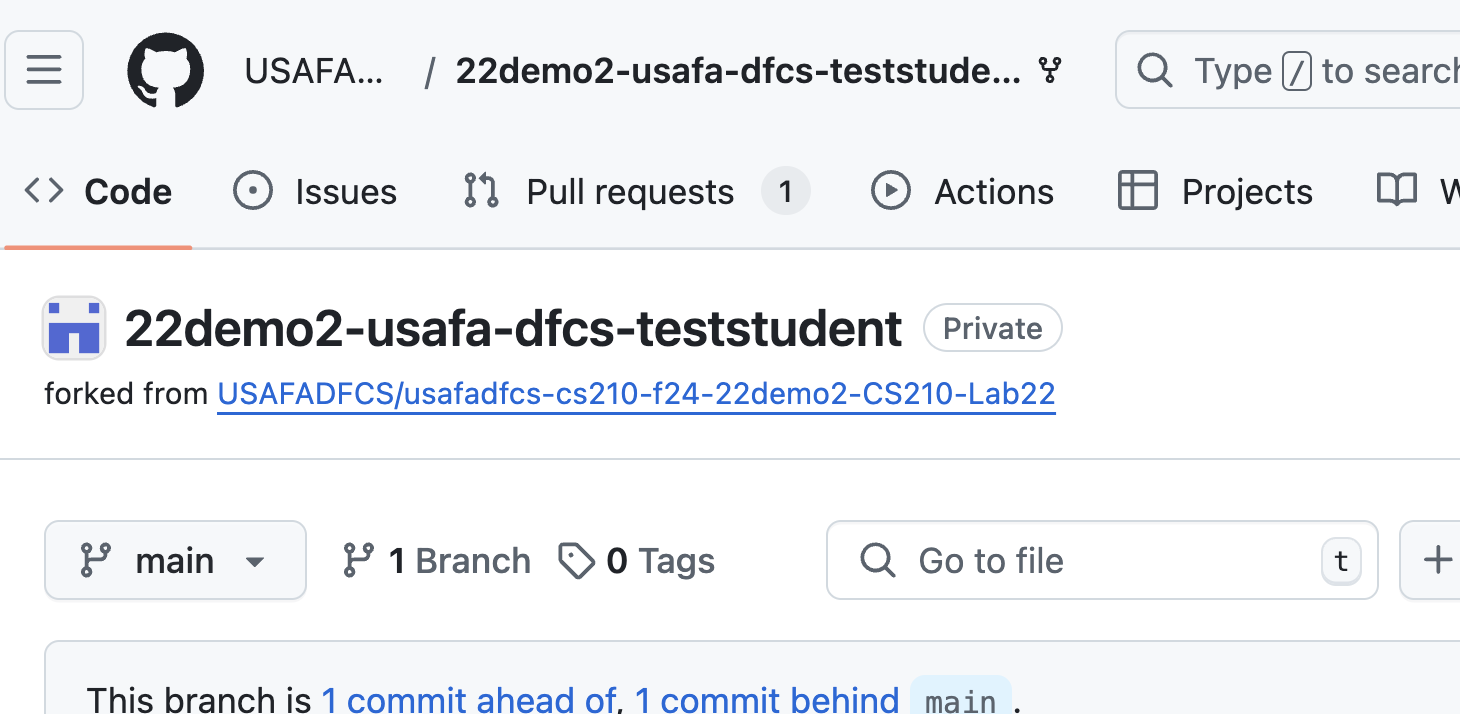 USAFA... / 22demo2-usafa-dfcs-teststude... Type / to search
Code Issues Pull requests 1 Actions Projects W
22demo2-usafa-dfcs-teststudent Private
forked from USAFADFCS/usafadfcs-cs210-f24-22demo2-CS210-Lab22
main 1 Branch 0 Tags Go to file t +
This branch is 1 commit ahead of, 1 commit behind main .